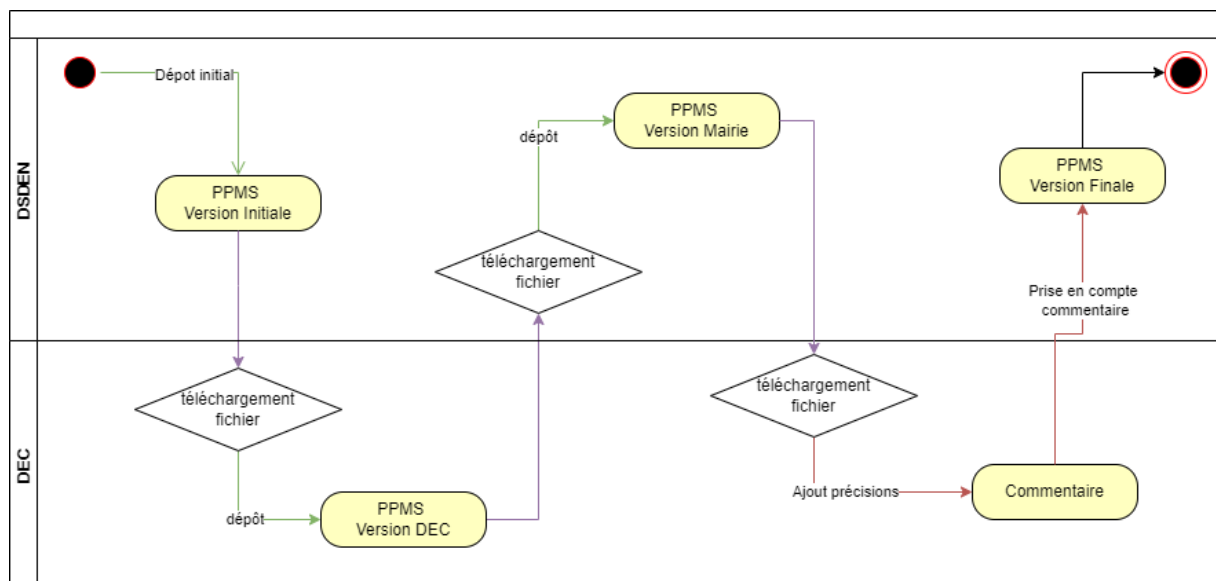 DSDEN
Dépot initial
PPMS
Version Initiale
dépôt
téléchargement
fichier
PPMS
Version Mairie
PPMS
Version Finale
Prise en compte
commentaire
DEC
téléchargement
fichier
dépôt
PPMS
Version DEC
téléchargement
fichier
Ajout précisions
Commentaire